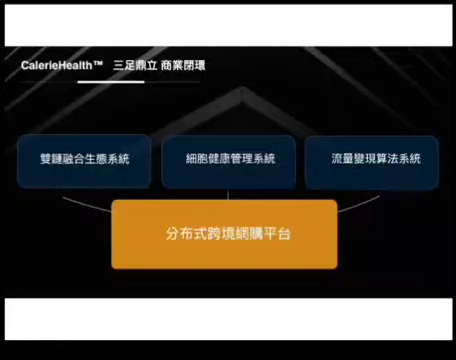 CalerieHealth™ 三足鼎立 商業閉環
雙鏈融合生態系統
細胞健康管理系統
流量變現算法系統
分布式跨境網購平台